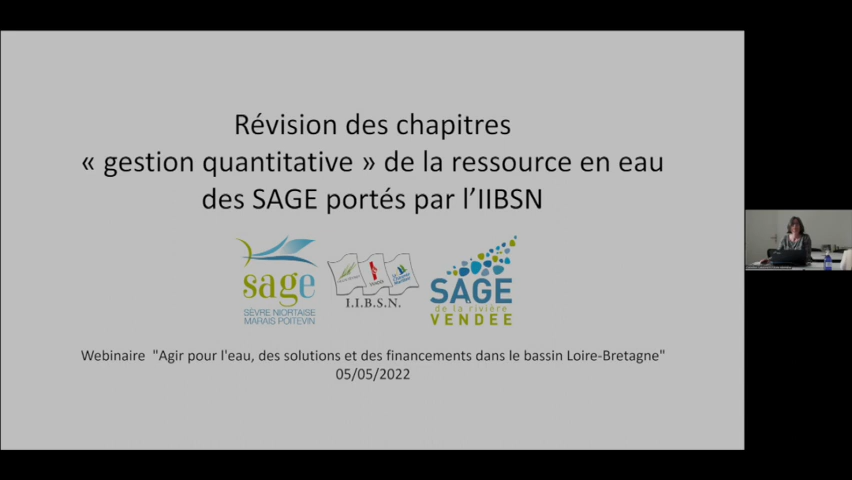 Révision des chapitres
« gestion quantitative » de la ressource en eau
des SAGE portés par l’IIBSN
sage
SÈVRE NIORTAISE
MARAIS POITEVIN
I.I.B.S.N.
SAGE
de la rivière
VENDEE
Webinaire "Agir pour l'eau, des solutions et des financements dans le bassin Loire-Bretagne"
05/05/2022